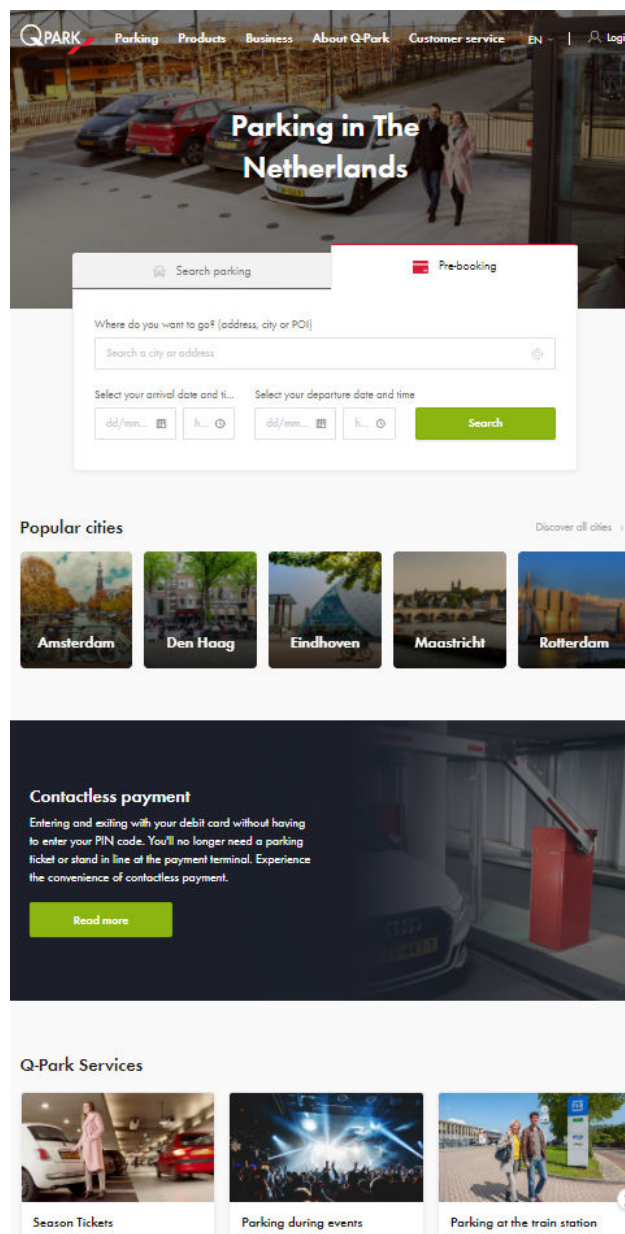 QPARK Parking Products Business About Q-Park Customer service EN
Parking in The
Netherlands
Search parking Pre-booking
Where do you want to go? (address, city or POI)
Search a city or address
Select your arrival date and ti... Select your departure date and time
dd/mm... h... dd/mm... h... Search
Popular cities Discover all cities
Amsterdam Den Haag Eindhoven Maastricht Rotterdam
Contactless payment
Entering and exiting with your debit card without having
to enter your PIN code. You'll no longer need a parking
ticket or stand in line at the payment terminal. Experience
the convenience of contactless payment.
Read more
Q-Park Services
Season Tickets Parking during events Parking at the train station